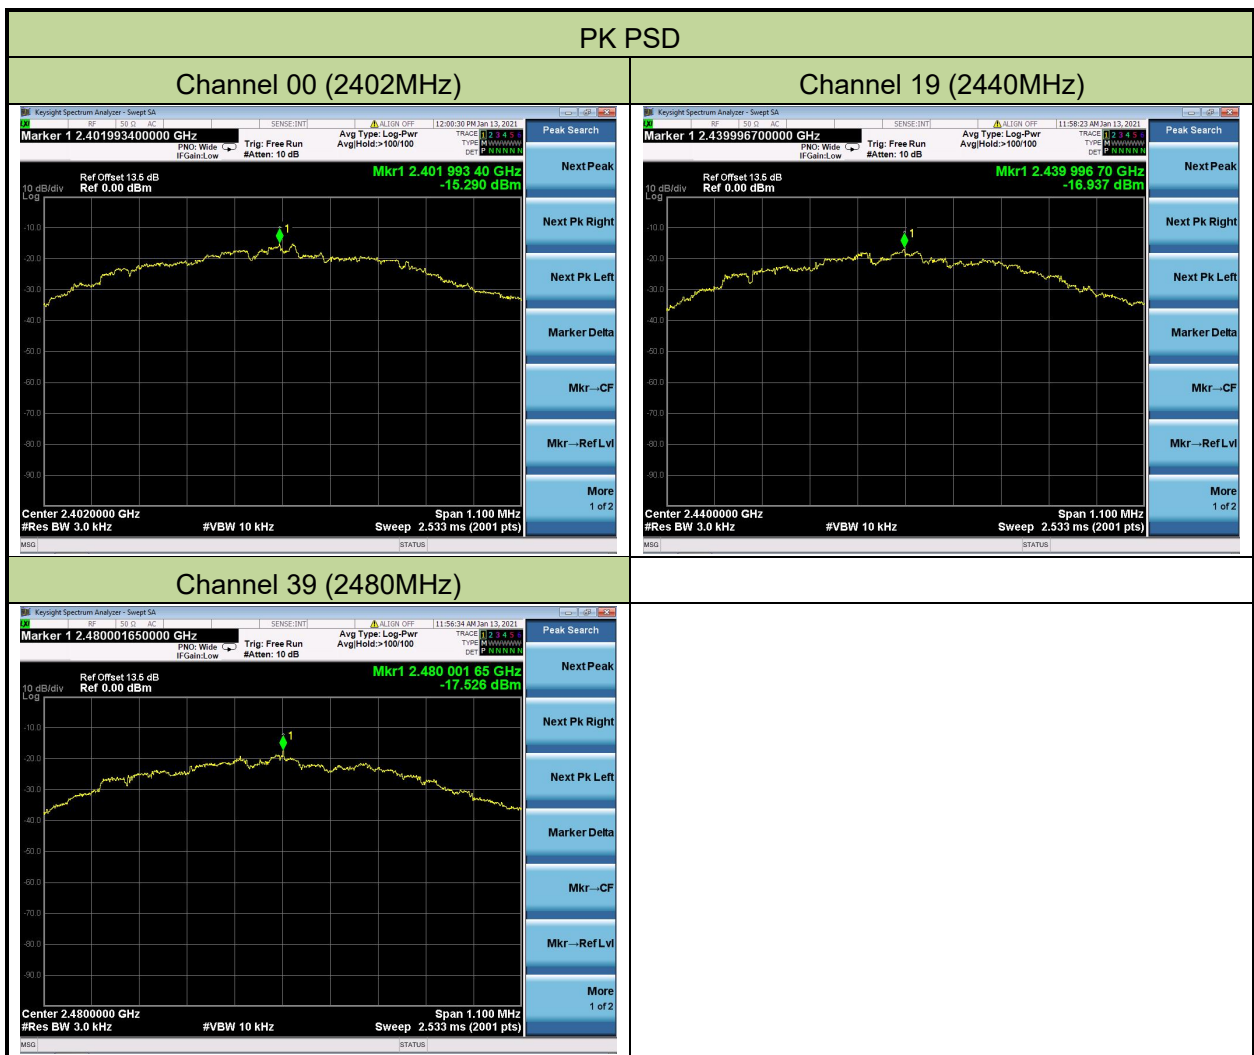 PK PSD
Channel 00 (2402MHz)
Channel 19 (2440MHz)
Keysight Spectrum Analyzer - Swept SA
RF 50 Ω AC SENSE:INT ALIGN OFF 12:00:30 PM Jan 13, 2021
Marker 1 2.401993400000 GHz
PNO: Wide
IFGain:Low
Trig: Free Run
#Atten: 10 dB
Avg Type: Log-Pwr
Avg|Hold:>100/100
TRACE 1 2 3 4 5 6
TYPE M W W W W W
DET P N N N N N
Ref Offset 13.5 dB
10 dB/div Ref 0.00 dBm
Log
Mkr1 2.401 993 40 GHz
-15.290 dBm
1
-10.0
-20.0
-30.0
-40.0
-50.0
-60.0
-70.0
-80.0
-90.0
Center 2.4020000 GHz Span 1.100 MHz
#Res BW 3.0 kHz #VBW 10 kHz Sweep 2.533 ms (2001 pts)
MSG STATUS
Peak Search
Next Peak
Next Pk Right
Next Pk Left
Marker Delta
Mkr→CF
Mkr→Ref Lvl
More
1 of 2
Keysight Spectrum Analyzer - Swept SA
RF 50 Ω AC SENSE:INT ALIGN OFF 11:58:23 AM Jan 13, 2021
Marker 1 2.439996700000 GHz
PNO: Wide
IFGain:Low
Trig: Free Run
#Atten: 10 dB
Avg Type: Log-Pwr
Avg|Hold:>100/100
TRACE 1 2 3 4 5 6
TYPE M W W W W W
DET P N N N N N
Ref Offset 13.5 dB
10 dB/div Ref 0.00 dBm
Log
Mkr1 2.439 996 70 GHz
-16.937 dBm
1
-10.0
-20.0
-30.0
-40.0
-50.0
-60.0
-70.0
-80.0
-90.0
Center 2.4400000 GHz Span 1.100 MHz
#Res BW 3.0 kHz #VBW 10 kHz Sweep 2.533 ms (2001 pts)
MSG STATUS
Peak Search
Next Peak
Next Pk Right
Next Pk Left
Marker Delta
Mkr→CF
Mkr→Ref Lvl
More
1 of 2
Channel 39 (2480MHz)
Keysight Spectrum Analyzer - Swept SA
RF 50 Ω AC SENSE:INT ALIGN OFF 11:56:34 AM Jan 13, 2021
Marker 1 2.480001650000 GHz
PNO: Wide
IFGain:Low
Trig: Free Run
#Atten: 10 dB
Avg Type: Log-Pwr
Avg|Hold:>100/100
TRACE 1 2 3 4 5 6
TYPE M W W W W W
DET P N N N N N
Ref Offset 13.5 dB
10 dB/div Ref 0.00 dBm
Log
Mkr1 2.480 001 65 GHz
-17.526 dBm
1
-10.0
-20.0
-30.0
-40.0
-50.0
-60.0
-70.0
-80.0
-90.0
Center 2.4800000 GHz Span 1.100 MHz
#Res BW 3.0 kHz #VBW 10 kHz Sweep 2.533 ms (2001 pts)
MSG STATUS
Peak Search
Next Peak
Next Pk Right
Next Pk Left
Marker Delta
Mkr→CF
Mkr→Ref Lvl
More
1 of 2